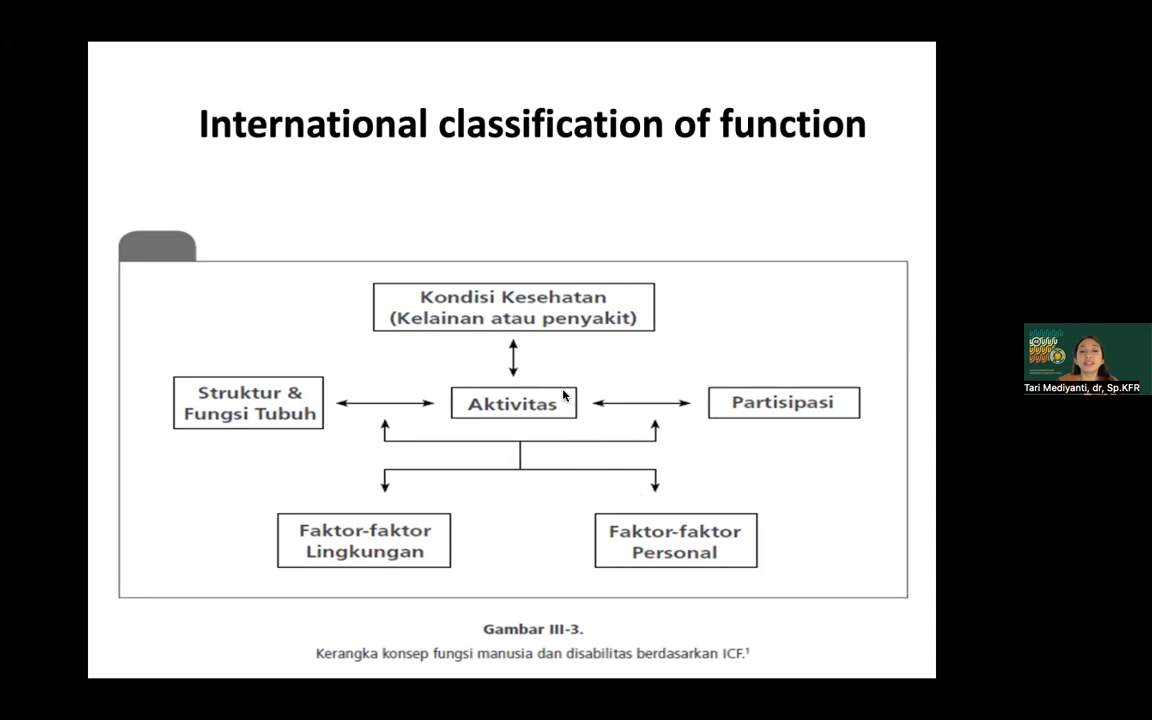 International classification of function
Kondisi Kesehatan
(Kelainan atau penyakit)
Struktur &
Fungsi Tubuh
Aktivitas
Partisipasi
Faktor-faktor
Lingkungan
Faktor-faktor
Personal
Gambar III-3.
Kerangka konsep fungsi manusia dan disabilitas berdasarkan ICF.¹
Tari Mediyanti, dr, Sp.KFR